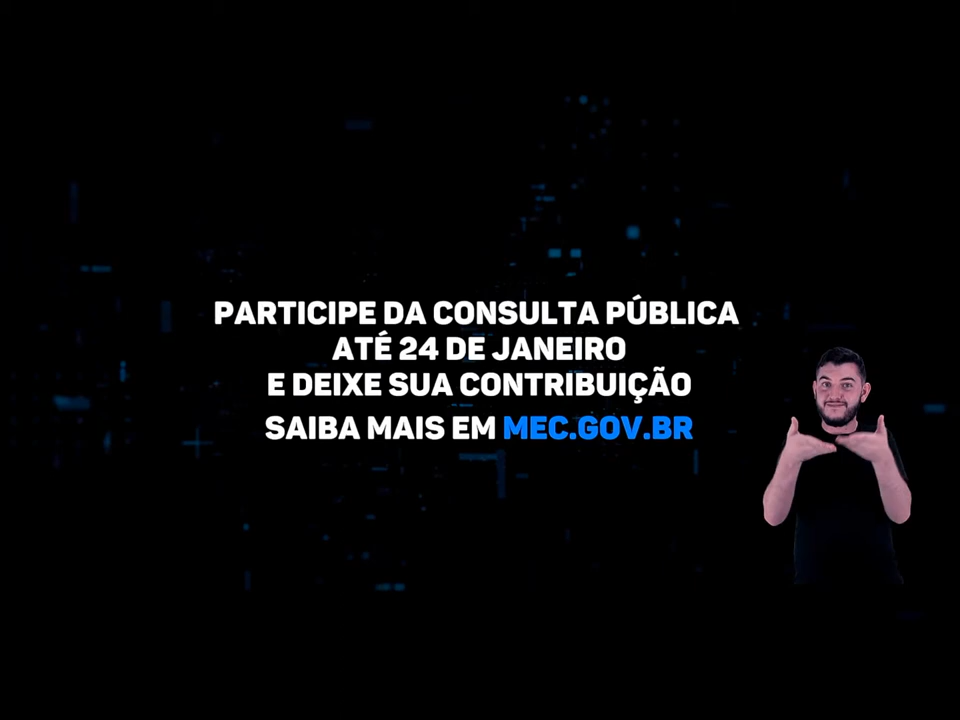 PARTICIPE DA CONSULTA PÚBLICA
ATÉ 24 DE JANEIRO
E DEIXE SUA CONTRIBUIÇÃO
SAIBA MAIS EM MEC.GOV.BR